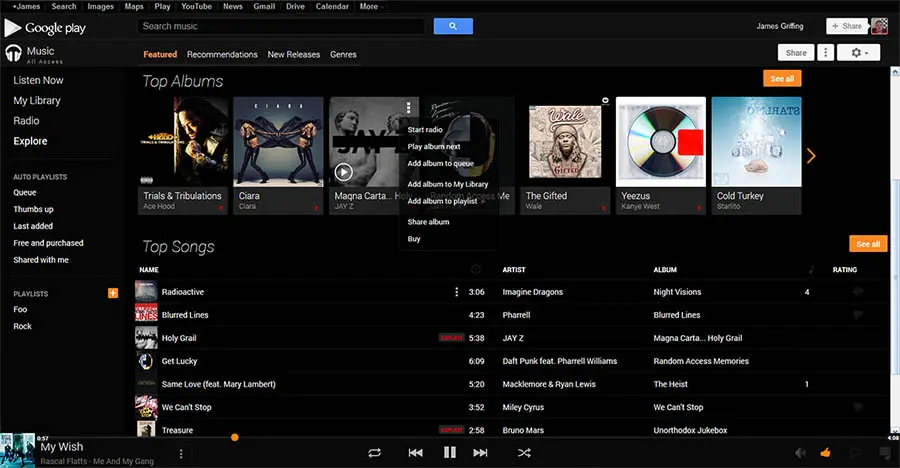 +James Search Images Maps Play YouTube News Gmail Drive Calendar More
Google play Search music James Griffing + Share
Music
All Access
Featured Recommendations New Releases Genres Share
Listen Now
My Library
Radio
Explore
AUTO PLAYLISTS
Queue
Thumbs up
Last added
Free and purchased
Shared with me
PLAYLISTS
Foo
Rock
Top Albums See all
CIARA
JAY Z
Wale
GIFTED
STARLITO
Start radio
Play album next
Add album to queue
Add album to My Library
Add album to playlist
Share album
Buy
Trials & Tribulations
Ace Hood
Ciara
Ciara
Magna Carta... Hol
JAY Z
Random Access Me
The Gifted
Wale
Yeezus
Kanye West
Cold Turkey
Starlito
Top Songs See all
NAME ARTIST ALBUM RATING
Radioactive 3:06 Imagine Dragons Night Visions 4
Blurred Lines 4:23 Pharrell Blurred Lines
Holy Grail EXPLICIT 5:38 JAY Z Magna Carta... Holy Grail
Get Lucky 6:09 Daft Punk feat. Pharrell Williams Random Access Memories
Same Love (feat. Mary Lambert) 5:20 Macklemore & Ryan Lewis The Heist 1
We Can't Stop 3:52 Miley Cyrus We Can't Stop
Treasure EXPLICIT 2:58 Bruno Mars Unorthodox Jukebox
0:57 4:08
My Wish
Rascal Flatts - Me And My Gang